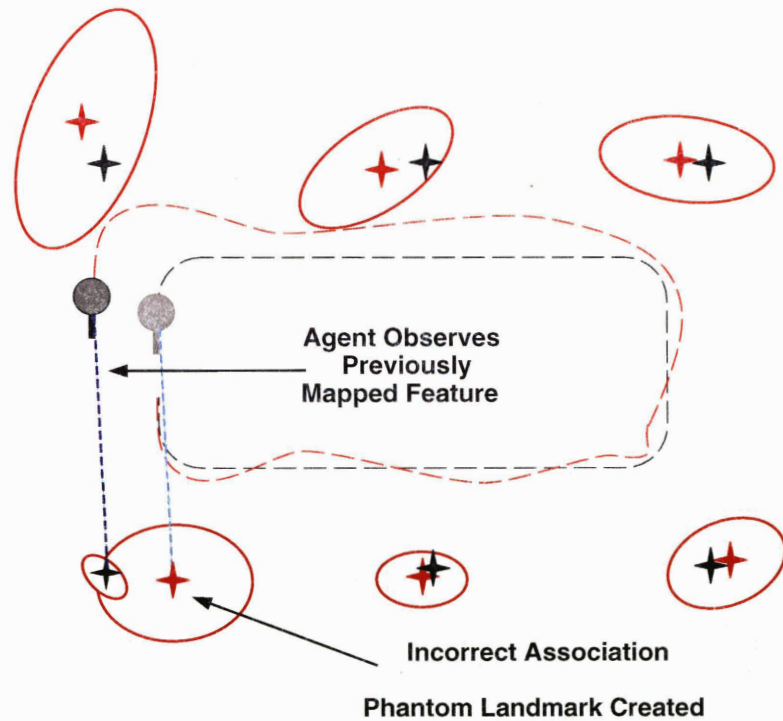 Agent Observes
Previously
Mapped Feature
Incorrect Association
Phantom Landmark Created